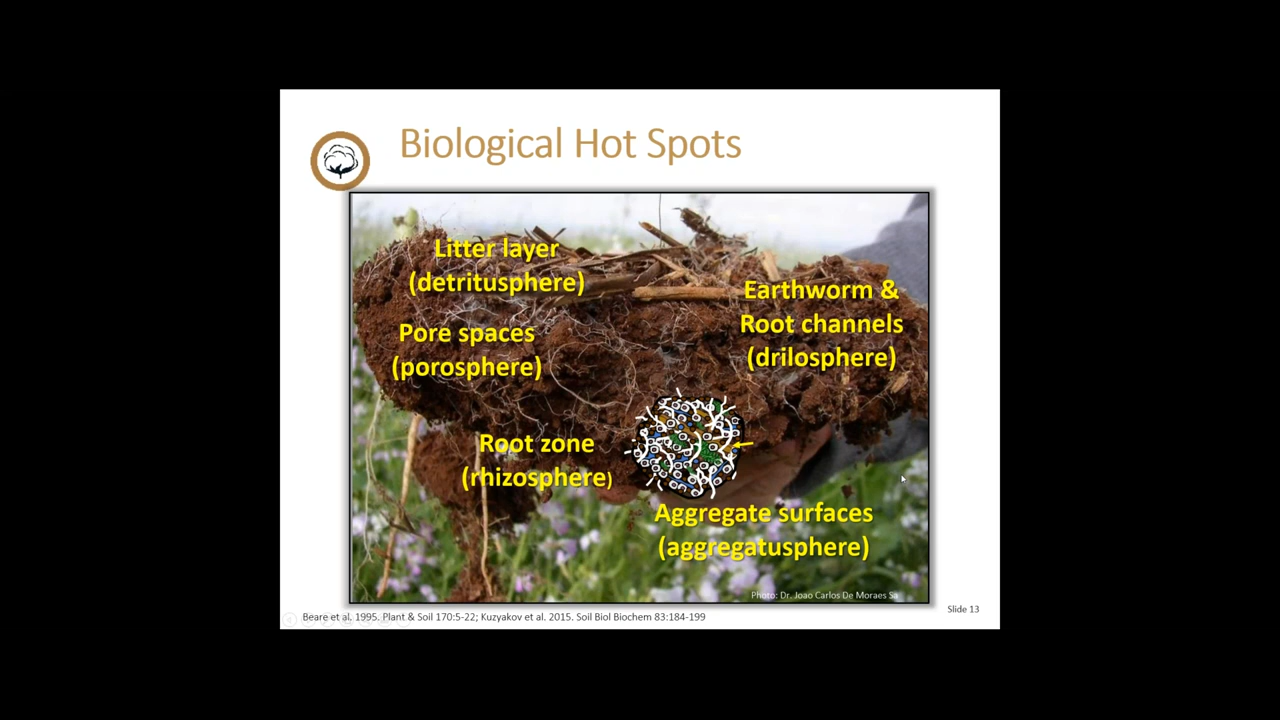 Biological Hot Spots
Litter layer
(detritusphere)
Earthworm &
Root channels
(drilosphere)
Pore spaces
(porosphere)
Root zone
(rhizosphere)
Aggregate surfaces
(aggregatusphere)
Photo: Dr. Joao Carlos De Moraes Sa
Slide 13
Beare et al. 1995. Plant & Soil 170:5-22; Kuzyakov et al. 2015. Soil Biol Biochem 83:184-199